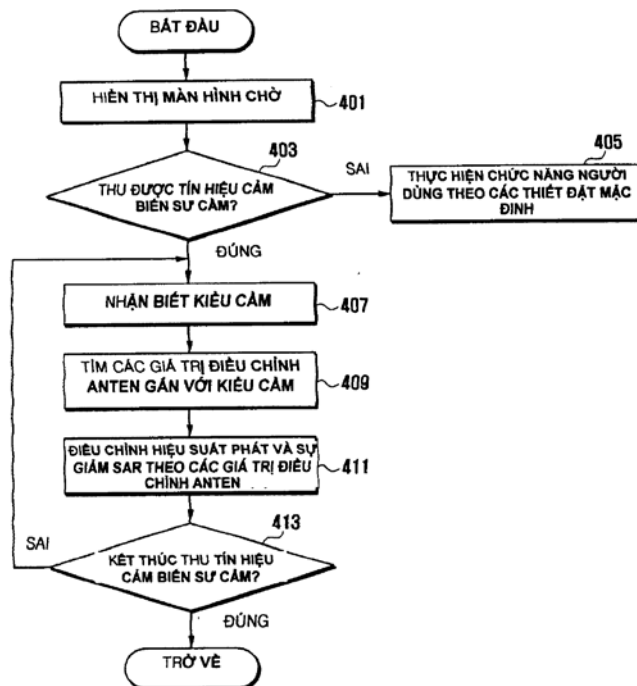 BẮT ĐẦU
HIỂN THỊ MÀN HÌNH CHỜ
401
403
THU ĐƯỢC TÍN HIỆU CẢM
BIẾN SỰ CẦM?
SAI
405
THỰC HIỆN CHỨC NĂNG NGƯỜI
DÙNG THEO CÁC THIẾT ĐẶT MẶC
ĐỊNH
ĐÚNG
NHẬN BIẾT KIỂU CẦM
407
TÌM CÁC GIÁ TRỊ ĐIỀU CHỈNH
ANTEN GẮN VỚI KIỂU CẦM
409
ĐIỀU CHỈNH HIỆU SUẤT PHÁT VÀ SỰ
GIẢM SAR THEO CÁC GIÁ TRỊ ĐIỀU
CHỈNH ANTEN
411
413
SAI
KẾT THÚC THU TÍN HIỆU
CẢM BIẾN SỰ CẦM?
ĐÚNG
TRỞ VỀ